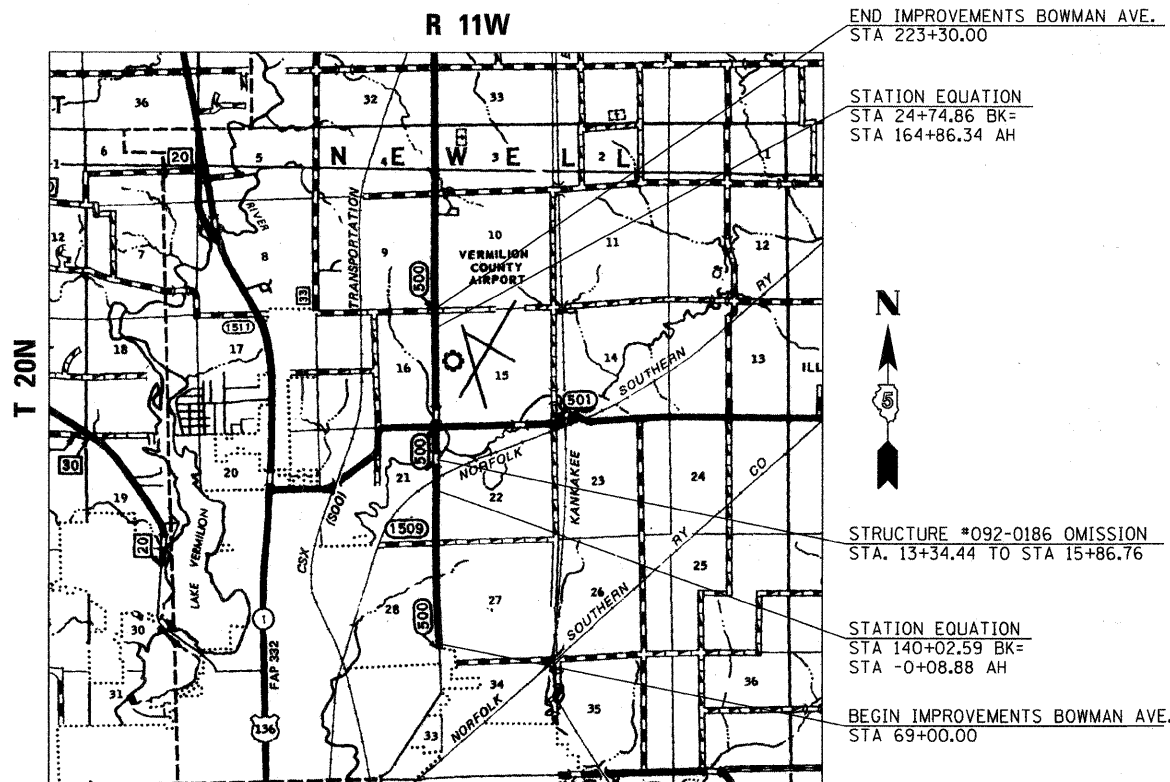 R 11W
END IMPROVEMENTS BOWMAN AVE.
STA 223+30.00
STATION EQUATION
STA 24+74.86 BK=
STA 164+86.34 AH
36
32
33
T
6
5
20
N 4 E W 3 E L 2 L
1
1
RIVER
TRANSPORTATION
12
7
8
9
10
11
12
VERMILION
COUNTY
AIRPORT
500
33
1511
RY
N
18
17
16
15
14
13
ILL
SOUTHERN
T 20N
5
501
30
20
500
NORFOLK
21
22
23
24
CO
19
(SOO)
1509
KANKAKEE
RY
20
LAKE VERMILION
CSX
25
STRUCTURE #092-0186 OMISSION
STA. 13+34.44 TO STA 15+86.76
28
27
26
500
SOUTHERN
30
1
FAP 332
STATION EQUATION
STA 140+02.59 BK=
STA -0+08.88 AH
31
34
36
136
33
NORFOLK
35
BEGIN IMPROVEMENTS BOWMAN AVE.
STA 69+00.00